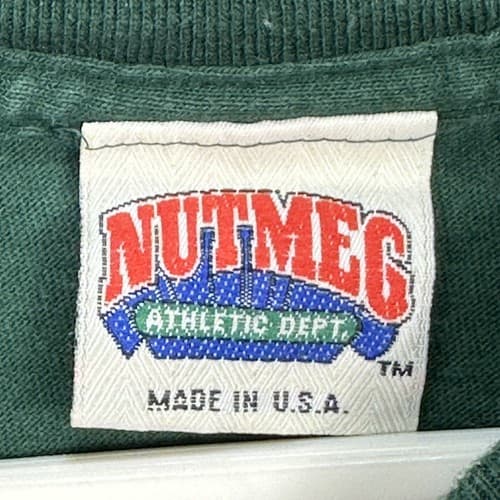 NUTMEG
ATHLETIC DEPT.
TM
MADE IN U.S.A.